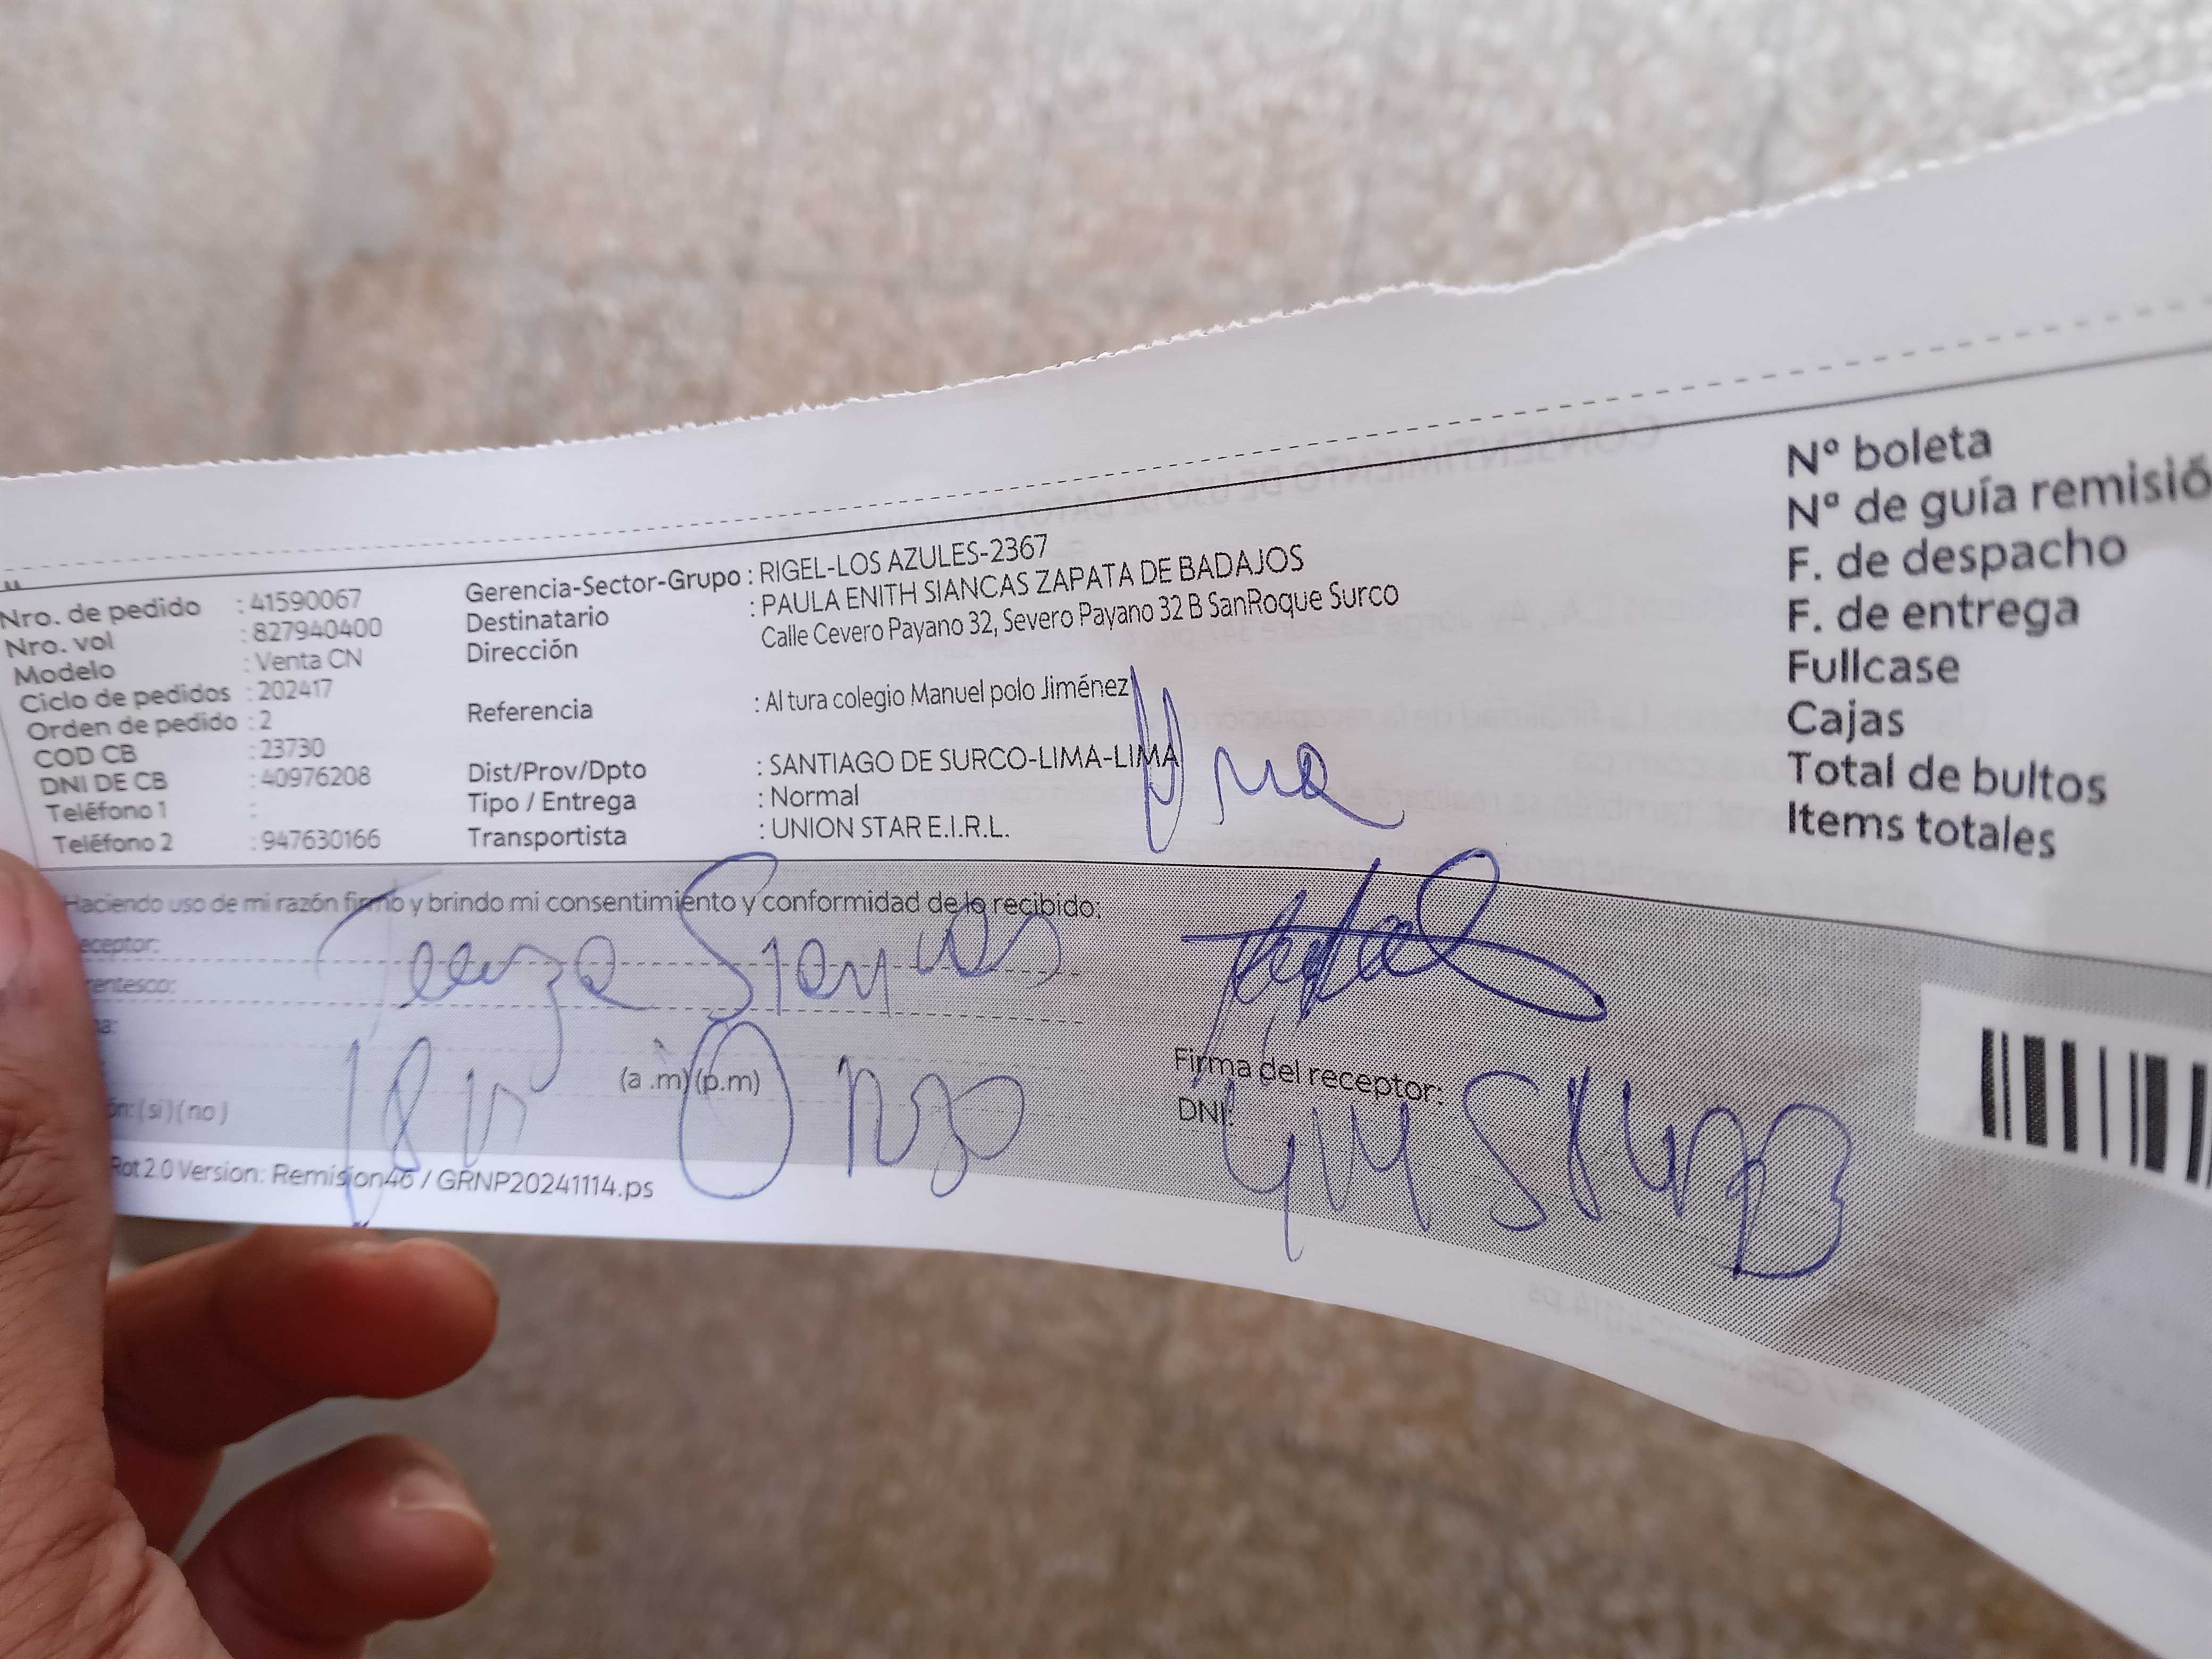 Nro. de pedido : 41590067
Nro. vol : 827940400
Modelo : Venta CN
Ciclo de pedidos : 202417
Orden de pedido : 2
COD CB : 23730
DNI DE CB : 40976208
Teléfono 1 :
Teléfono 2 : 947630166
Gerencia-Sector-Grupo : RIGEL-LOS AZULES-2367
Destinatario : PAULA ENITH SIANCAS ZAPATA DE BADAJOS
Dirección Calle Cevero Payano 32, Severo Payano 32 B SanRoque Surco
Referencia : Al tura colegio Manuel polo Jiménez
Dist/Prov/Dpto : SANTIAGO DE SURCO-LIMA-LIMA
Tipo / Entrega : Normal
Transportista : UNION STAR E.I.R.L.
Nº boleta
Nº de guía remisió
F. de despacho
F. de entrega
Fullcase
Cajas
Total de bultos
Items totales
Haciendo uso de mi razón firmo y brindo mi consentimiento y conformidad de lo recibido:
eceptor:
entesco:
(a .m) (p.m)
ón: (si) (no)
Firma del receptor:
DNI:
Rot 2.0 Version: Remision46 / GRNP20241114.ps